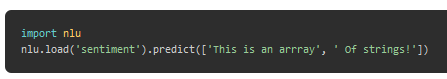 import nlu
nlu.load('sentiment').predict(['This is an arrray', ' Of strings!'])